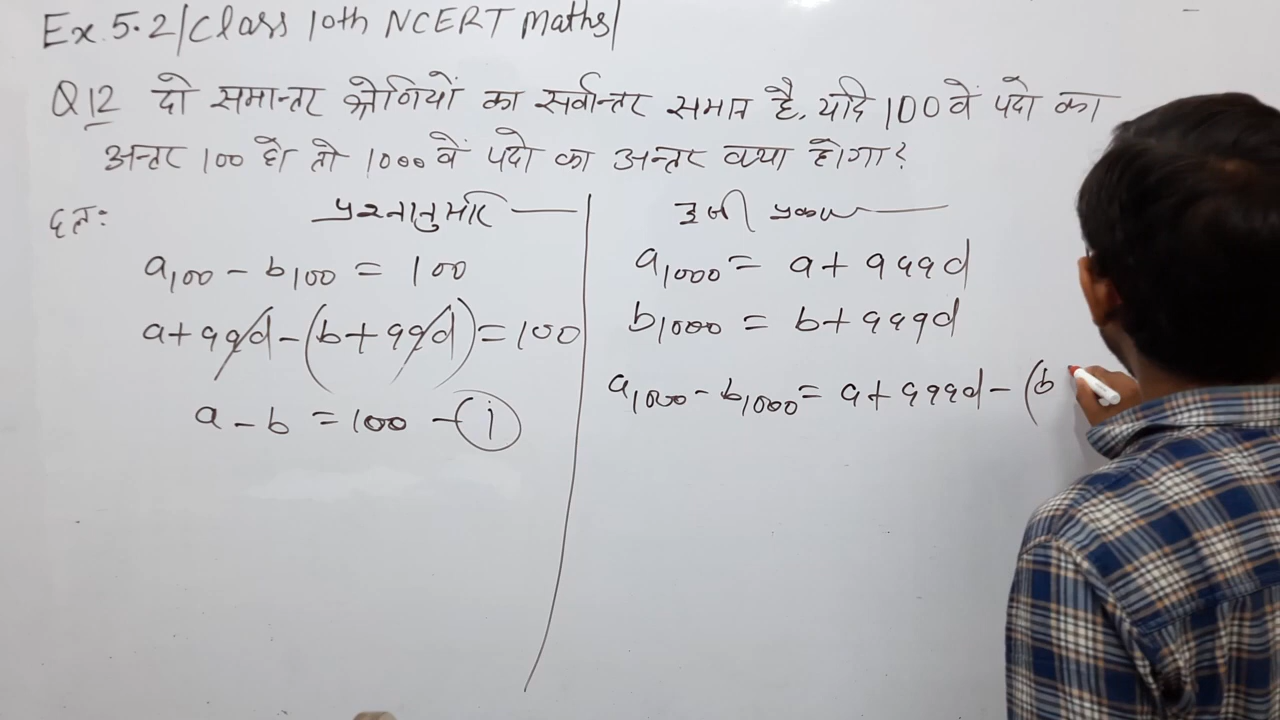 Ex. 5.2 / Class 10th NCERT Maths /
Q12 दो समान्तर श्रेणियों का सर्वान्तर समान है. यदि 100 वें पदो का
अन्तर 100 हो तो 1000 वें पदो का अन्तर क्या होगा?
हल:
प्रश्नानुसार
a₁₀₀ − b₁₀₀ = 100
a + 99d − (b + 99d) = 100
a − b = 100 − (i)
इसी प्रकार
a₁₀₀₀ = a + 999d
b₁₀₀₀ = b + 999d
a₁₀₀₀ − b₁₀₀₀ = a + 999d − (b